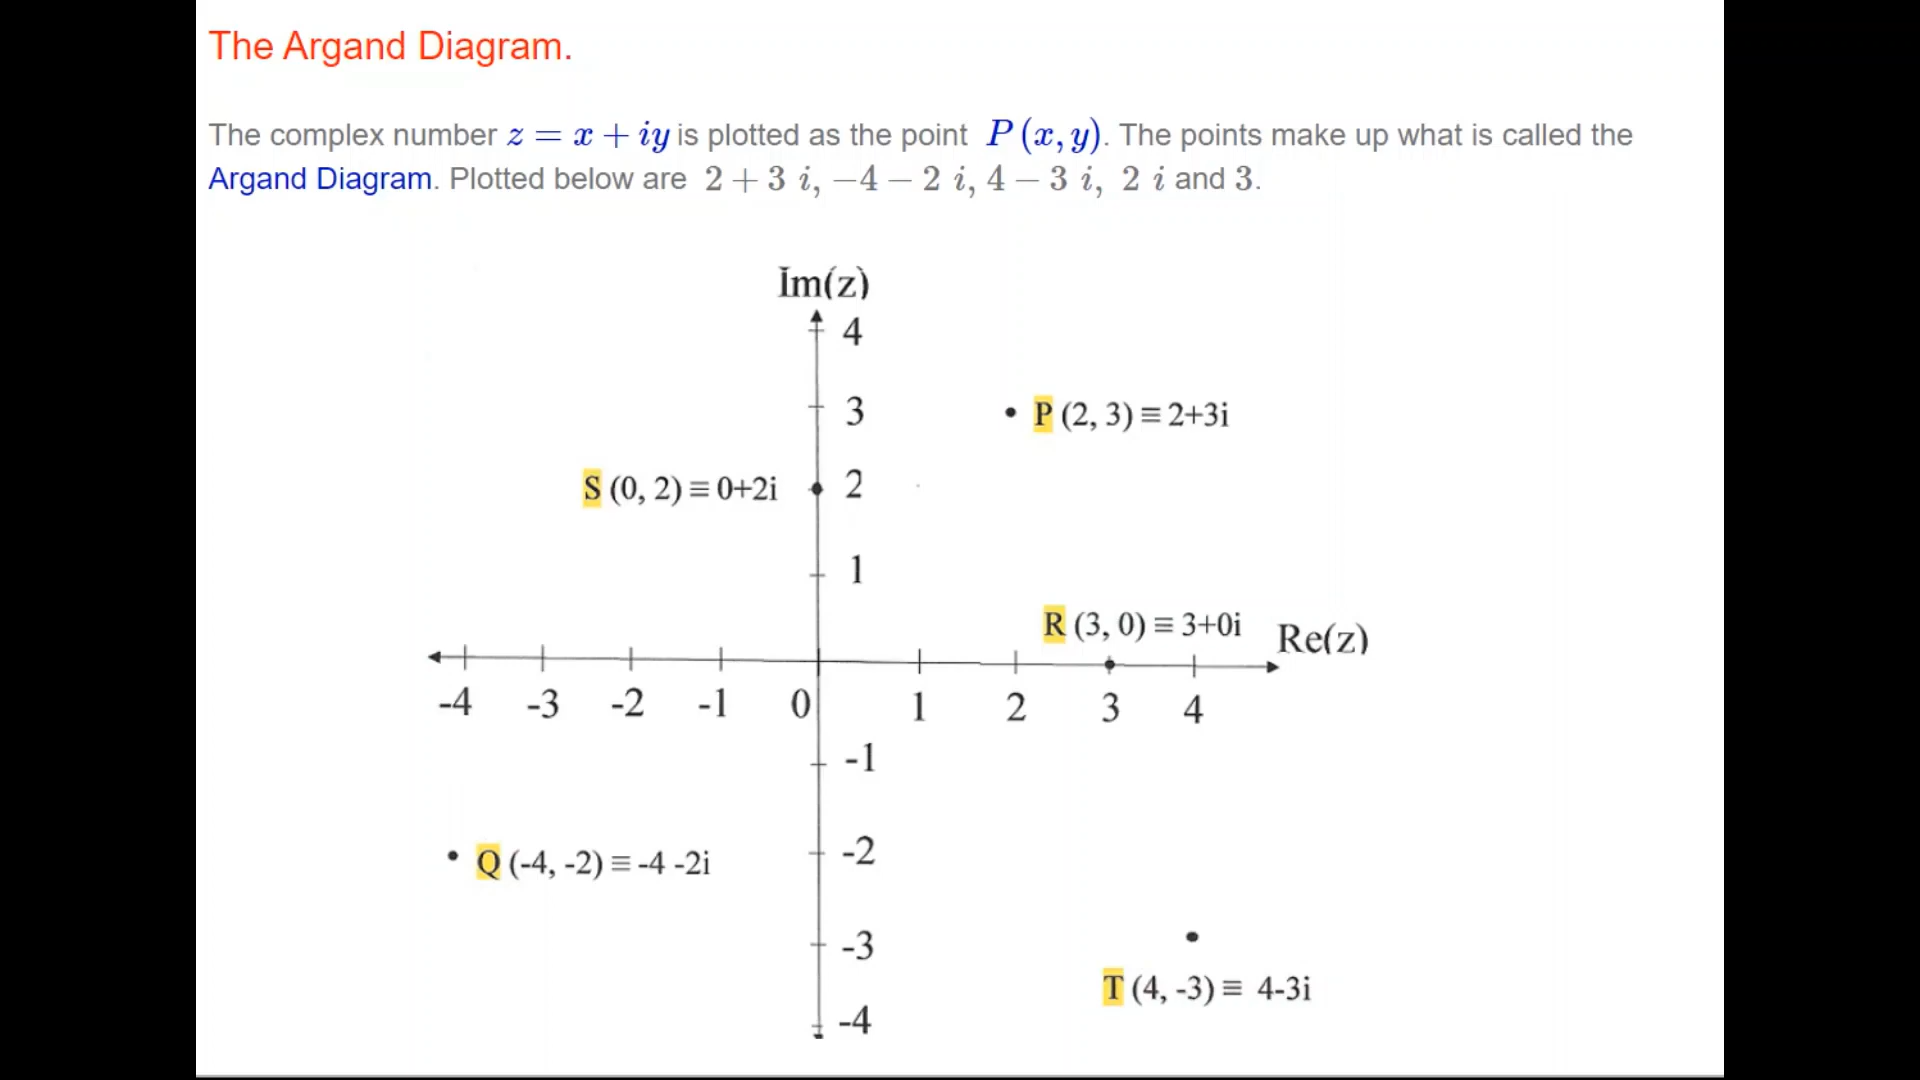 The Argand Diagram.
The complex number z = x + iy is plotted as the point P(x, y). The points make up what is called the
Argand Diagram. Plotted below are 2 + 3 i, −4 − 2 i, 4 − 3 i, 2 i and 3.
Im(z)
4
3
P (2, 3) ≡ 2+3i
S (0, 2) ≡ 0+2i
2
1
R (3, 0) ≡ 3+0i
Re(z)
-4 -3 -2 -1 0 1 2 3 4
-1
-2
Q (-4, -2) ≡ -4 -2i
-3
T (4, -3) ≡ 4-3i
-4